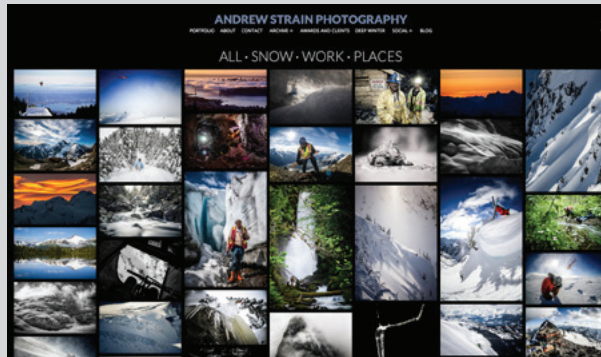 ANDREW STRAIN PHOTOGRAPHY
PORTFOLIO ABOUT CONTACT ARCHIVE AWARDS AND CLIENTS DEEP WINTER SOCIAL BLOG
ALL · SNOW · WORK · PLACES